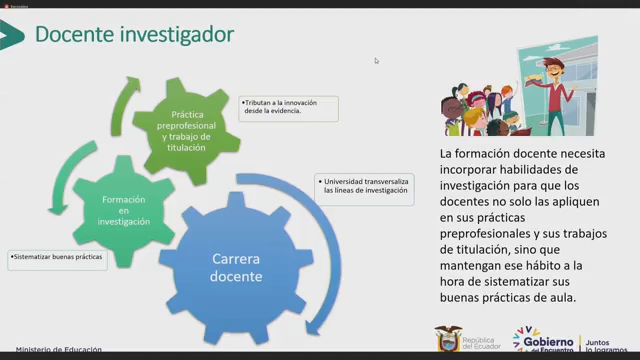 Docente investigador
Práctica
preprofesional
y trabajo de
titulación
•Tributan a la innovación
desde la evidencia.
• Universidad transversaliza
las líneas de investigación
Formación
en
investigación
•Sistematizar buenas prácticas
Carrera
docente
La formación docente necesita
incorporar habilidades de
investigación para que los
docentes no solo las apliquen
en sus prácticas
preprofesionales y sus trabajos
de titulación, sino que
mantengan ese hábito a la
hora de sistematizar sus
buenas prácticas de aula.
Ministerio de Educación
República
del Ecuador
Gobierno
del Encuentro
Juntos
lo logramos